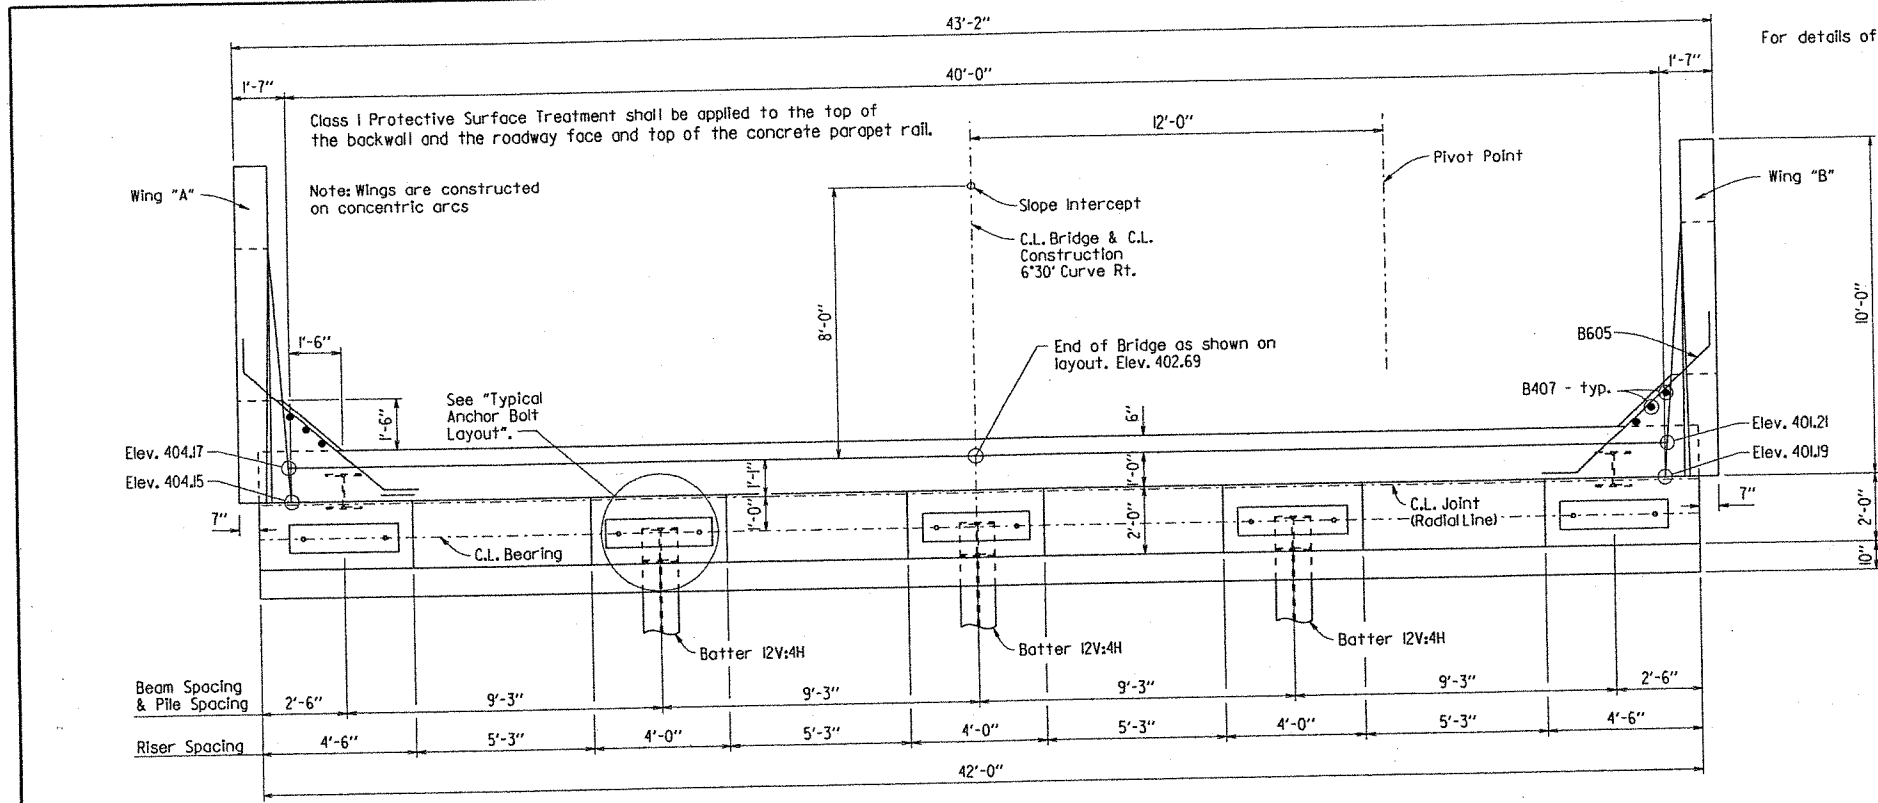 43'-2"
For details of
1'-7"
40'-0"
1'-7"
Class 1 Protective Surface Treatment shall be applied to the top of
the backwall and the roadway face and top of the concrete parapet rail.
12'-0"
Pivot Point
Wing "A"
Note: Wings are constructed
on concentric arcs
Wing "B"
Slope Intercept
C.L. Bridge & C.L.
Construction
6°30' Curve Rt.
8'-0"
10'-0"
1'-6"
B605
End of Bridge as shown on
layout. Elev. 402.69
B407 - typ.
See "Typical
Anchor Bolt
Layout".
1'-6"
6"
Elev. 404.17
Elev. 401.21
Elev. 404.15
Elev. 401.19
1'-1"
1'-0"
1'-0"
2'-0"
C.L. Joint
(Radial Line)
7"
7"
2'-0"
C.L. Bearing
10"
Batter 12V:4H
Batter 12V:4H
Batter 12V:4H
Beam Spacing
& Pile Spacing
2'-6"
9'-3"
9'-3"
9'-3"
9'-3"
2'-6"
Riser Spacing
4'-6"
5'-3"
4'-0"
5'-3"
4'-0"
5'-3"
4'-0"
5'-3"
4'-6"
42'-0"